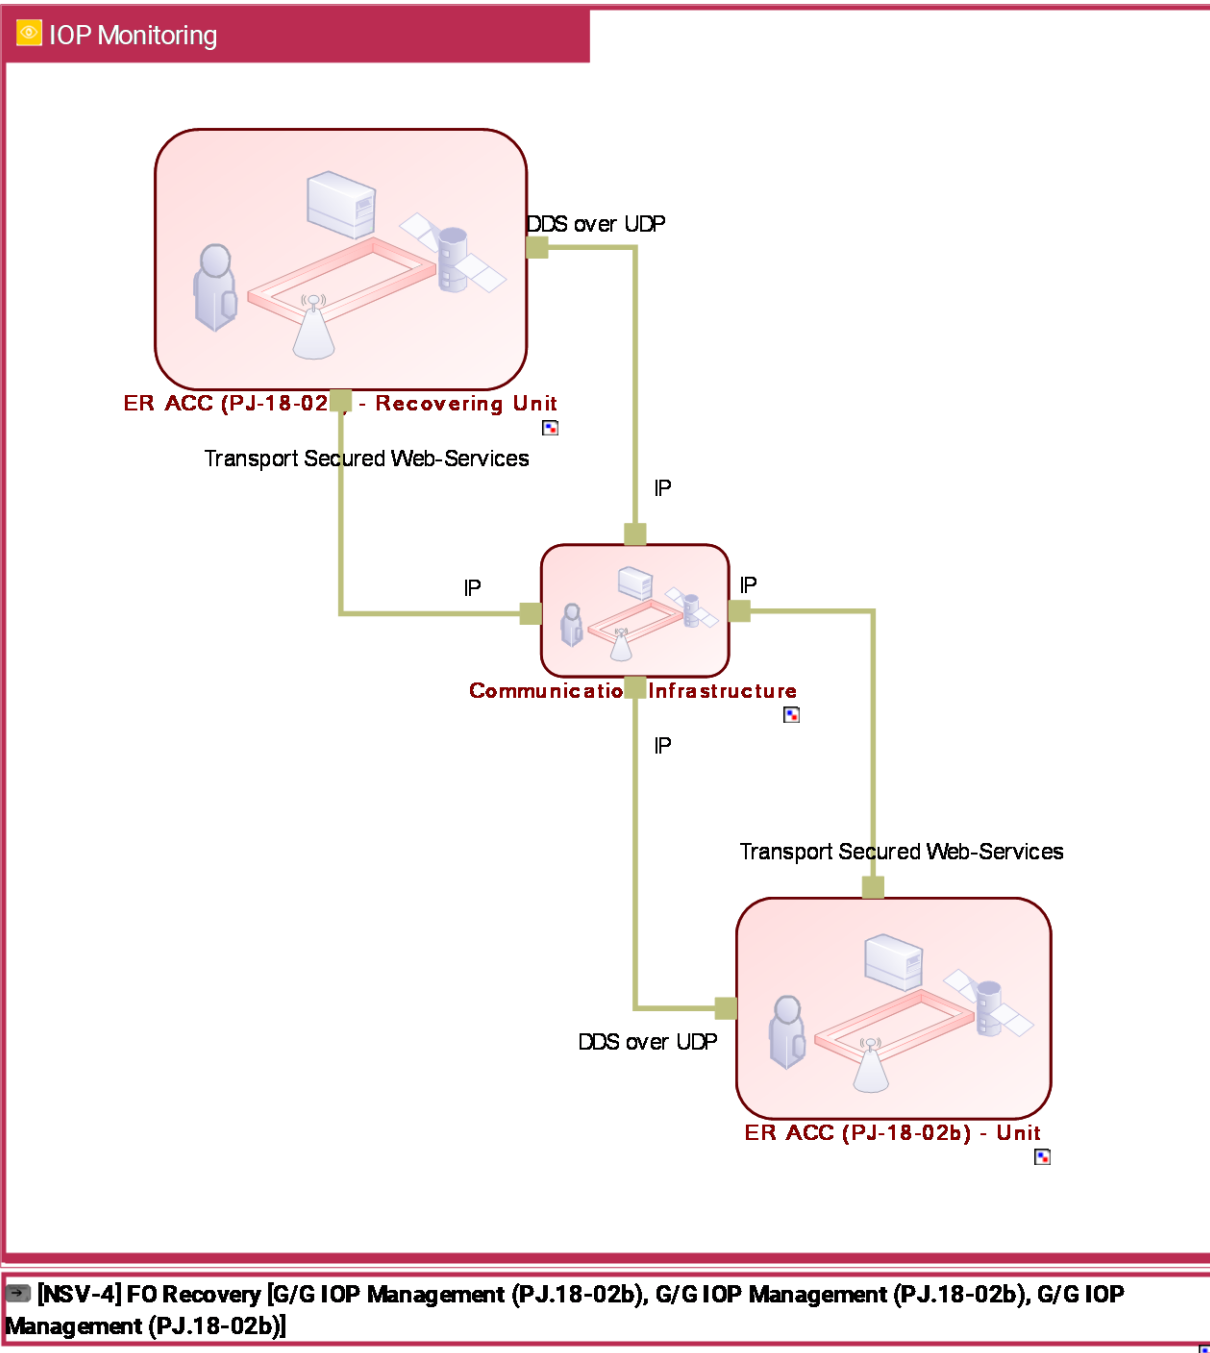 IOP Monitoring
DDS over UDP
ER ACC (PJ-18-02 ) - Recovering Unit
Transport Secured Web-Services
IP
IP
IP
Communicatio Infrastructure
IP
Transport Secured Web-Services
DDS over UDP
ER ACC (PJ-18-02b) - Unit
[NSV-4] FO Recovery [G/G IOP Management (PJ.18-02b), G/G IOP Management (PJ.18-02b), G/G IOP
Management (PJ.18-02b)]